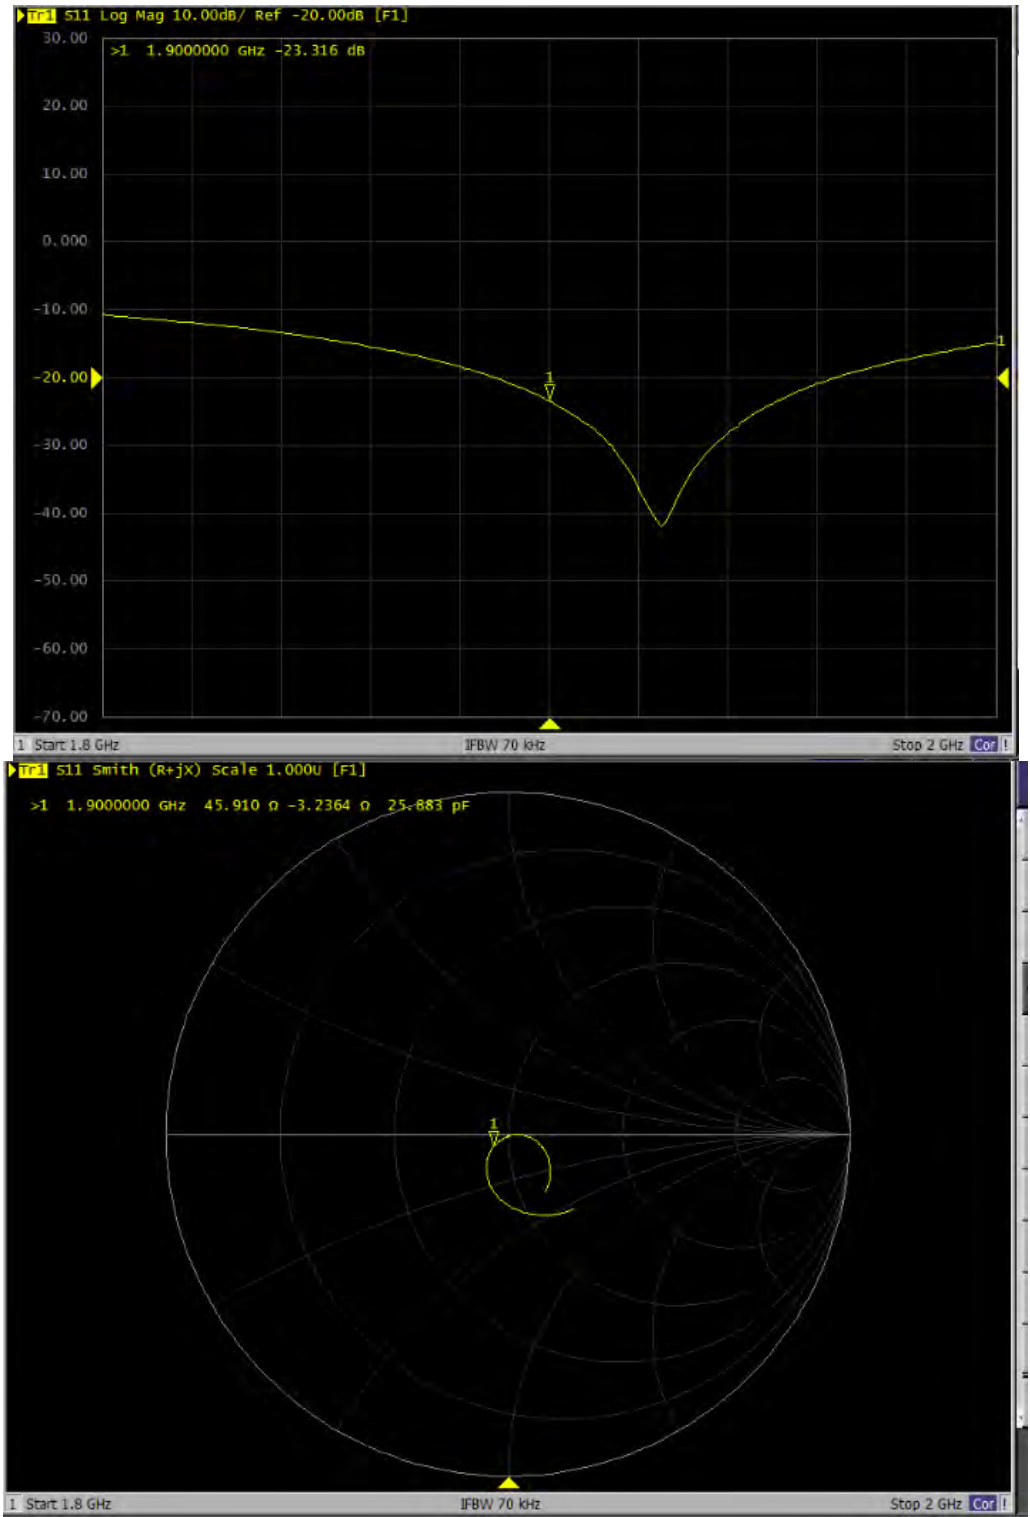 Tr1 S11 Log Mag 10.00dB/ Ref -20.00dB [F1]
30.00
>1 1.9000000 GHz -23.316 dB
20.00
10.00
0.000
-10.00
1
-20.00
1
-30.00
-40.00
-50.00
-60.00
-70.00
1 Start 1.8 GHz IFBW 70 kHz Stop 2 GHz Cor !
Tr1 S11 Smith (R+jX) Scale 1.000U [F1]
>1 1.9000000 GHz 45.910 Ω -3.2364 Ω 25.883 pF
1
1 Start 1.8 GHz IFBW 70 kHz Stop 2 GHz Cor !